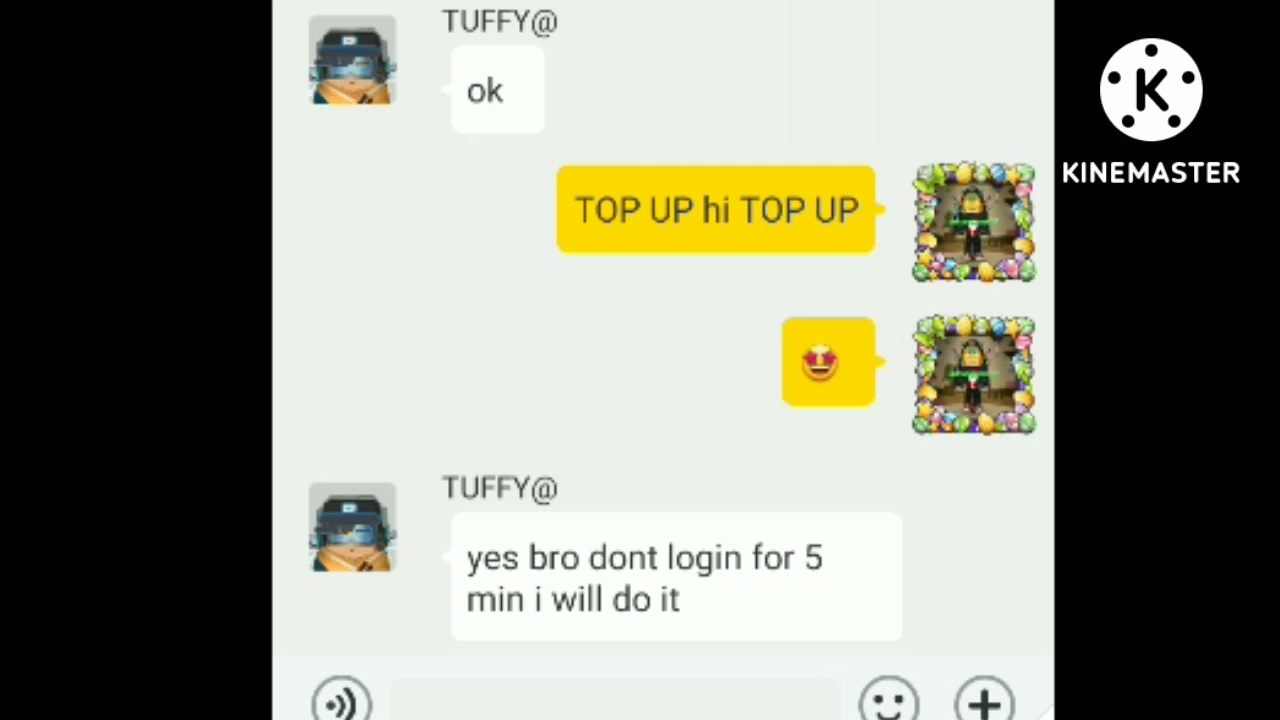 TUFFY@
ok
TOP UP hi TOP UP
TUFFY@
yes bro dont login for 5
min i will do it
K
KINEMASTER